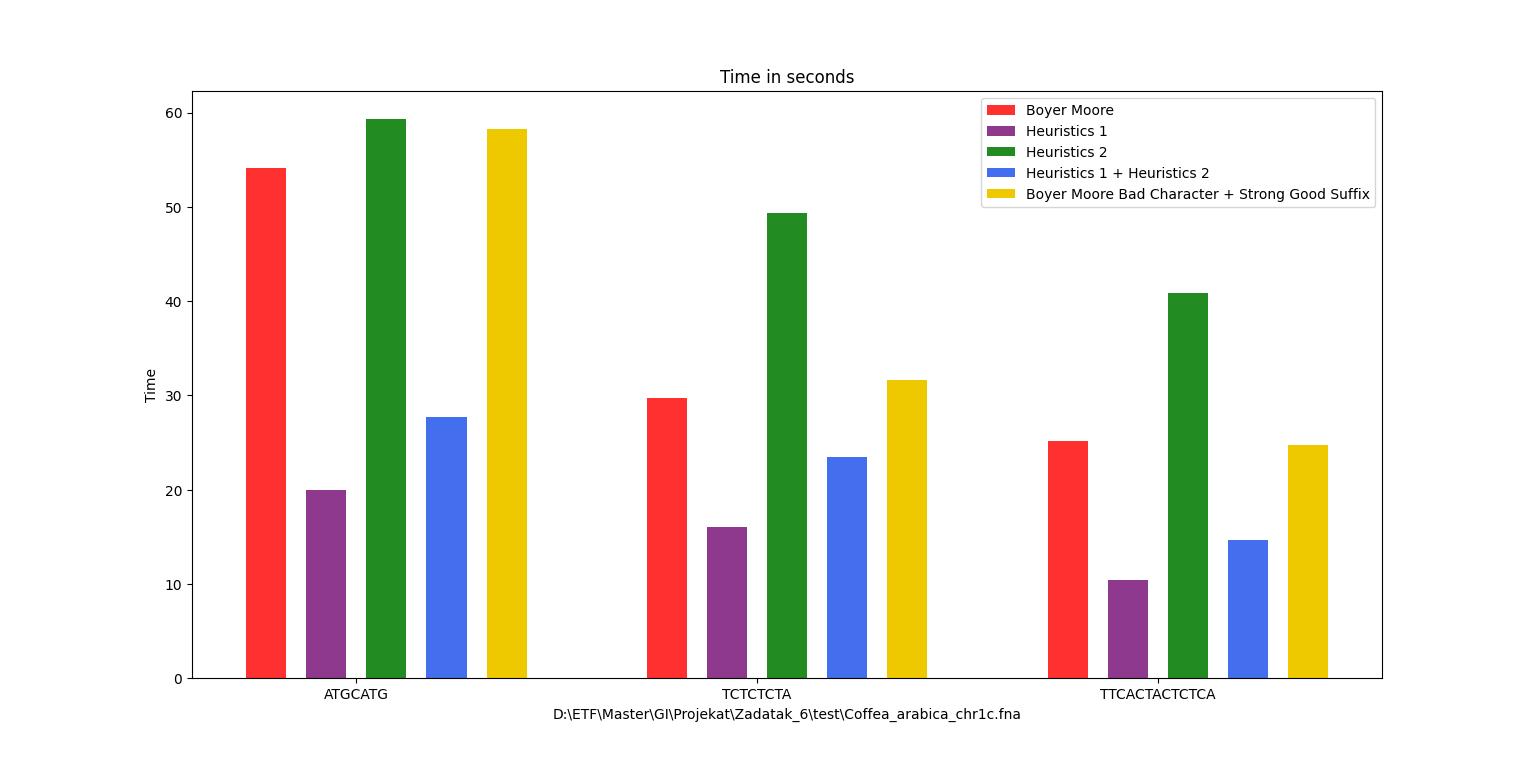 Time in seconds
Boyer Moore
Heuristics 1
Heuristics 2
Heuristics 1 + Heuristics 2
Boyer Moore Bad Character + Strong Good Suffix
60
50
40
30
20
10
0
Time
ATGCATG
TCTCTCTA
TTCACTACTCTCA
D:\ETF\Master\GI\Projekat\Zadatak_6\test\Coffea_arabica_chr1c.fna